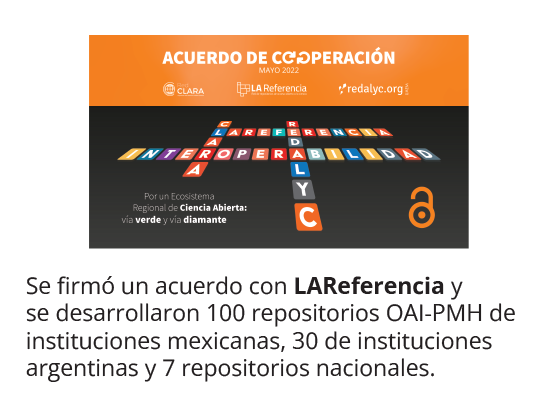 ACUERDO DE COOPERACIÓN
MAYO 2022
CLARA
LA Referencia
redalyc.org
CLARA
REDALYC
LAREFERENCIA
INTEROPERABILIDAD
Por un Ecosistema
Regional de Ciencia Abierta:
vía verde y vía diamante
Se firmó un acuerdo con LAReferencia y
se desarrollaron 100 repositorios OAI-PMH de
instituciones mexicanas, 30 de instituciones
argentinas y 7 repositorios nacionales.